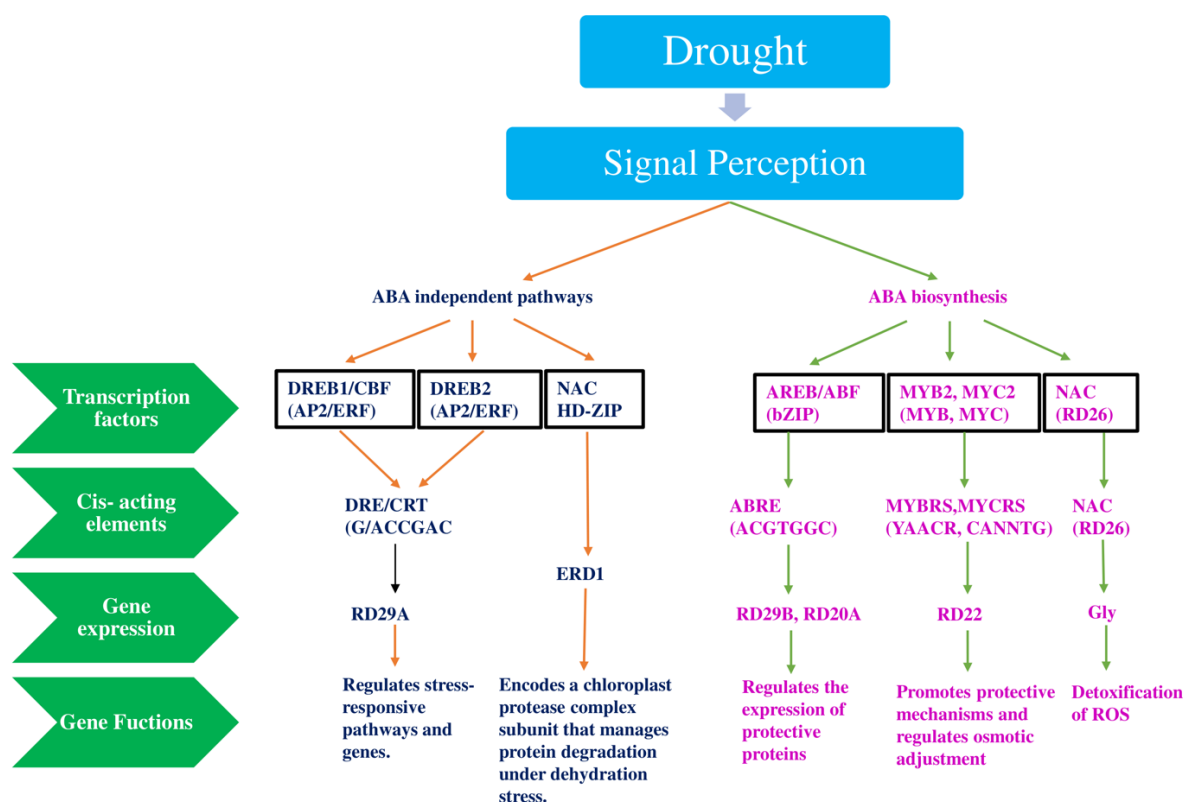 Drought
Signal Perception
ABA independent pathways
ABA biosynthesis
Transcription
factors
DREB1/CBF
(AP2/ERF)
DREB2
(AP2/ERF)
NAC
HD-ZIP
AREB/ABF
(bZIP)
MYB2, MYC2
(MYB, MYC)
NAC
(RD26)
Cis- acting
elements
DRE/CRT
(G/ACCGAC
ERD1
ABRE
(ACGTGGC)
MYBRS,MYCRS
(YAACR, CANNTG)
NAC
(RD26)
Gene
expression
RD29A
RD29B, RD20A
RD22
Gly
Gene Fuctions
Regulates stress-
responsive
pathways and
genes.
Encodes a chloroplast
protease complex
subunit that manages
protein degradation
under dehydration
stress.
Regulates the
expression of
protective
proteins
Promotes protective
mechanisms and
regulates osmotic
adjustment
Detoxification
of ROS